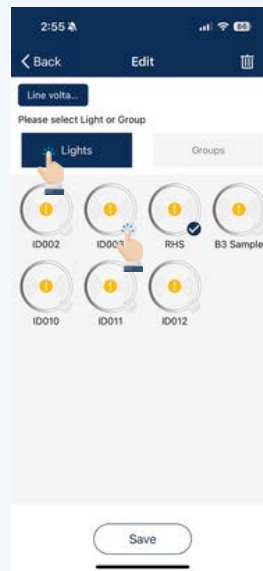 2:55 86
Back Edit
Line volta...
Please select Light or Group
Lights Groups
ID002 ID003 RHS B3 Sample
ID010 ID011 ID012
Save